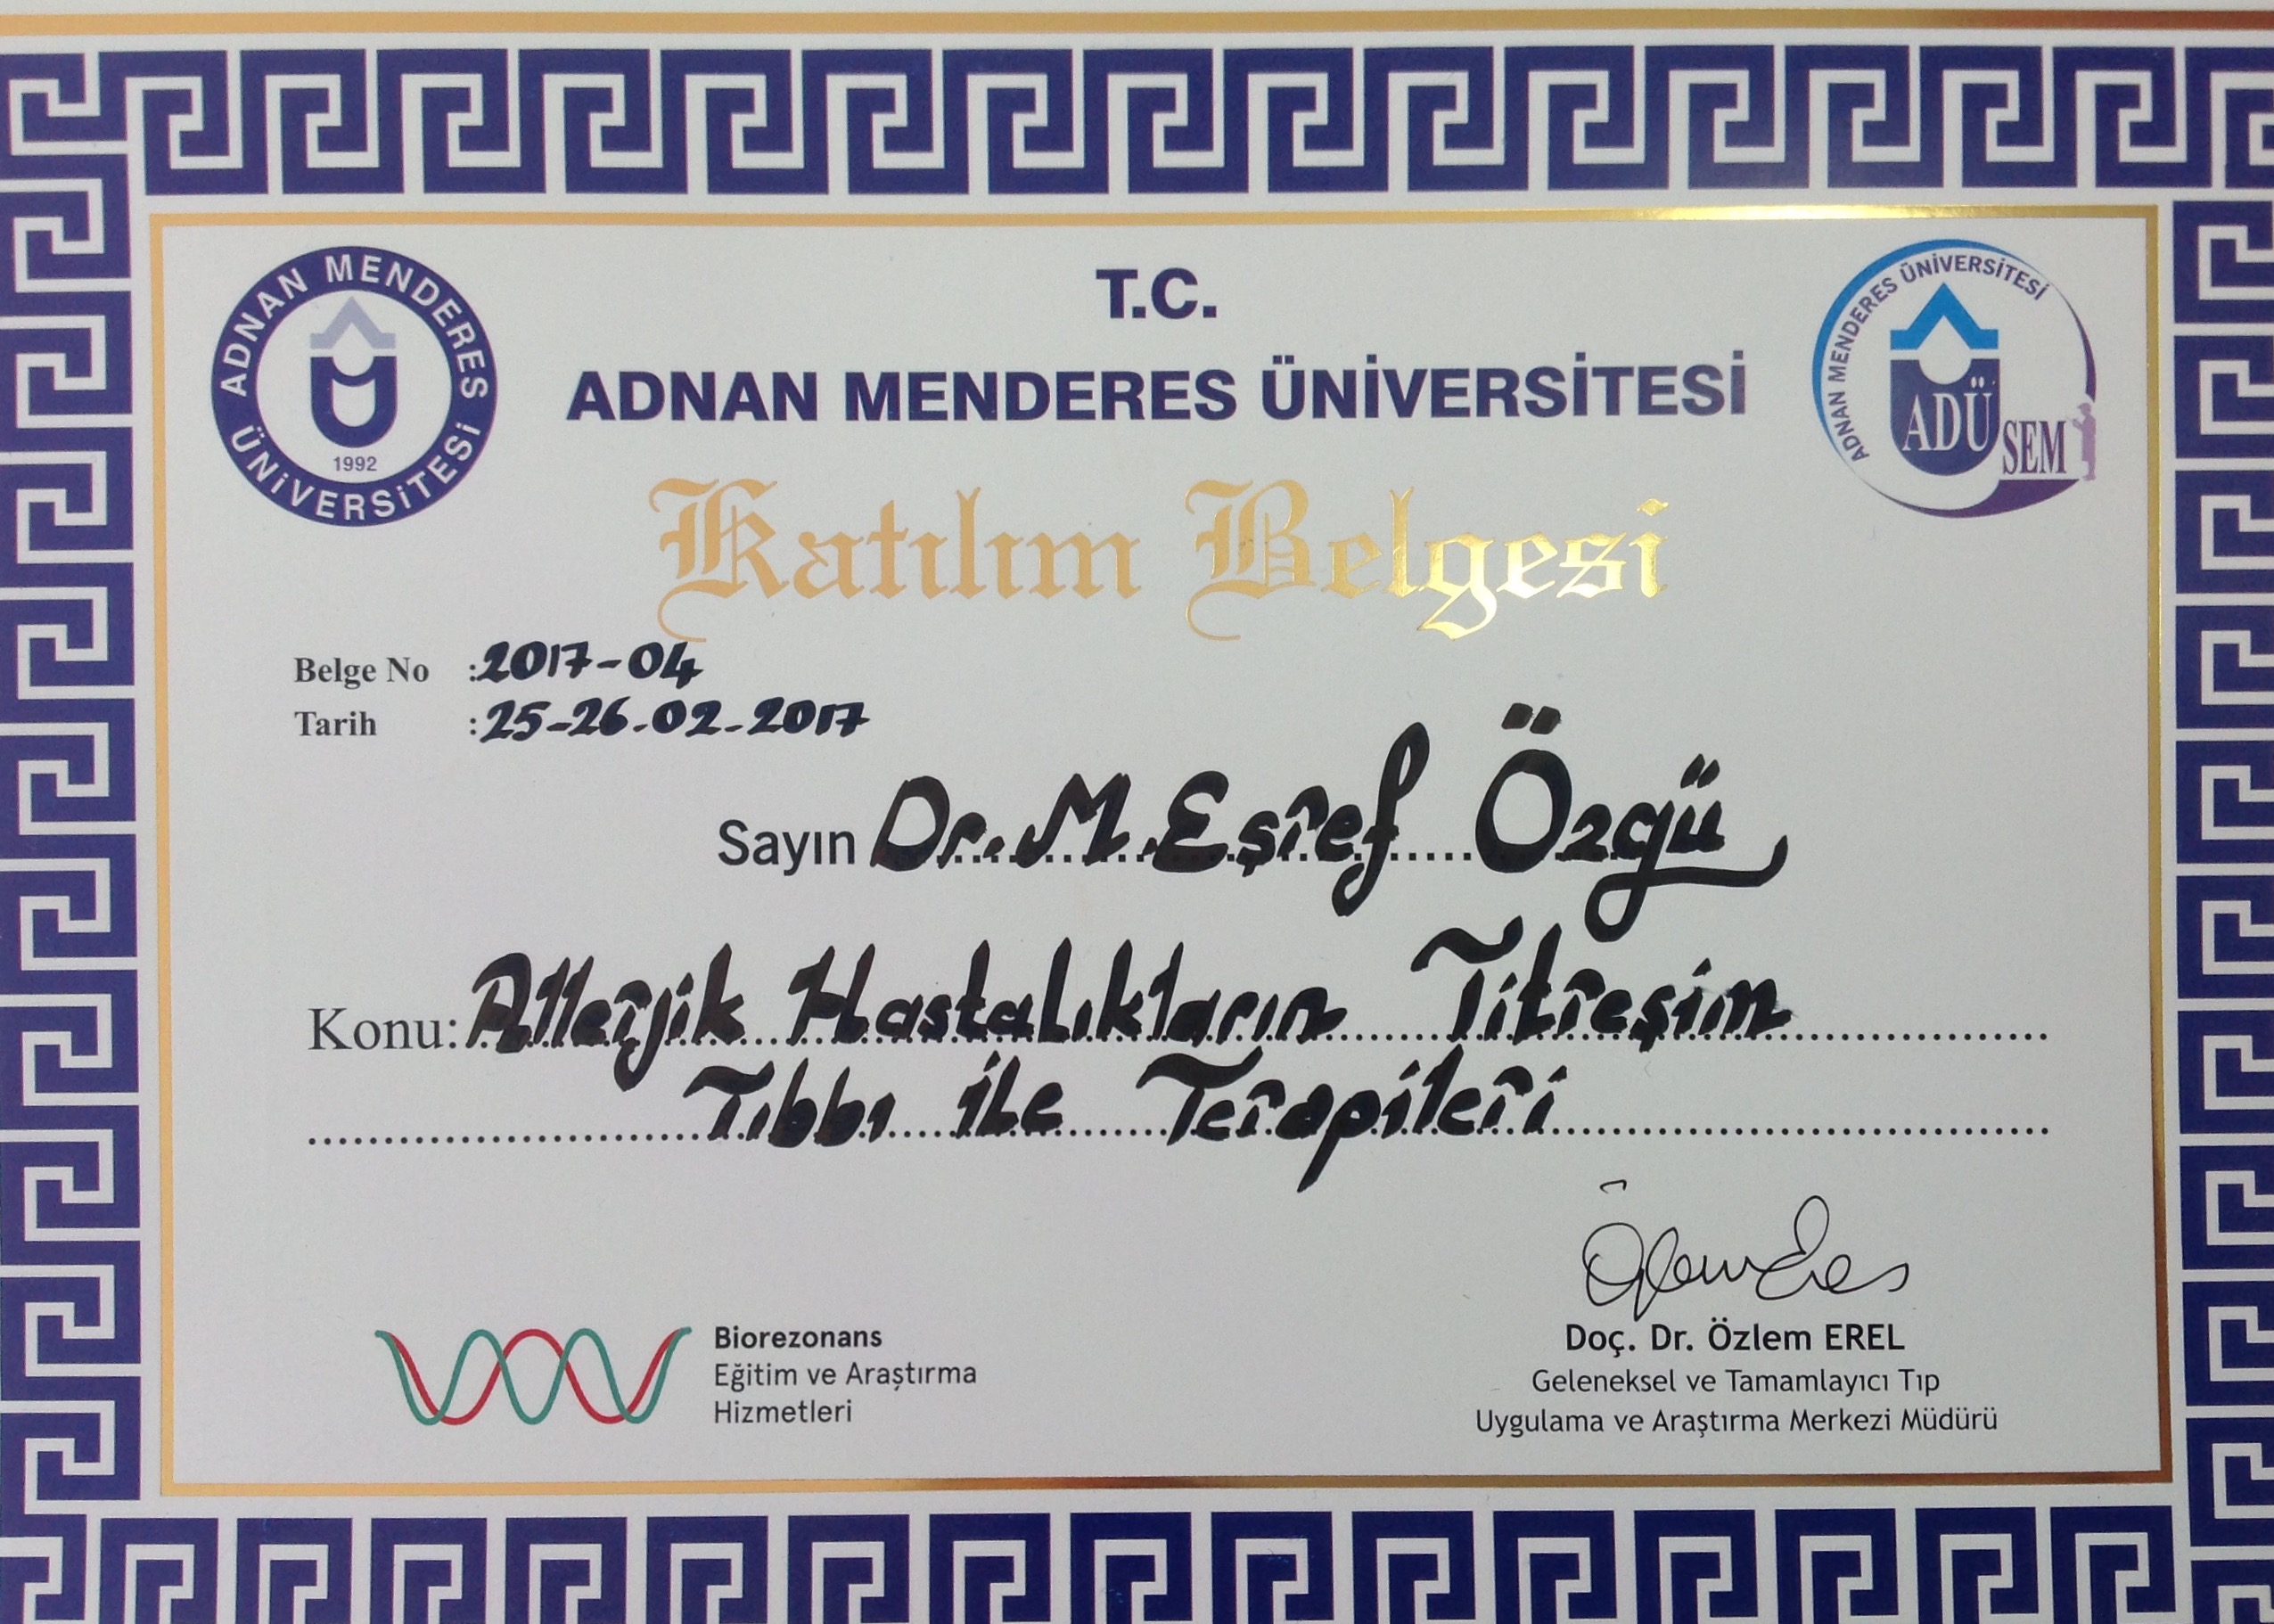 T.C.
ADNAN MENDERES ÜNİVERSİTESİ
ADNAN MENDERES ÜNİVERSİTESİ
1992
ADNAN MENDERES ÜNİVERSİTESİ
ADÜ SEM
Katılım Belgesi
Belge No :2017-04
Tarih :25-26.02.2017
Sayın Dr. M. Eşref Özgü
Konu: Allerjik Hastalıkların Titreşim
Tıbbı ile Terapileri
Biorezonans
Eğitim ve Araştırma
Hizmetleri
Doç. Dr. Özlem EREL
Geleneksel ve Tamamlayıcı Tıp
Uygulama ve Araştırma Merkezi Müdürü